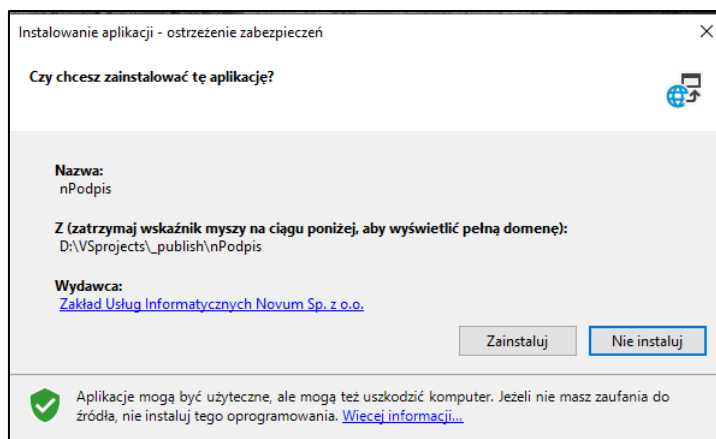 Instalowanie aplikacji - ostrzeżenie zabezpieczeń
Czy chcesz zainstalować tę aplikację?
Nazwa:
nPodpis
Z (zatrzymaj wskaźnik myszy na ciągu poniżej, aby wyświetlić pełną domenę):
D:\VSprojects\_publish\nPodpis
Wydawca:
Zakład Usług Informatycznych Novum Sp. z o.o.
Zainstaluj Nie instaluj
Aplikacje mogą być użyteczne, ale mogą też uszkodzić komputer. Jeżeli nie masz zaufania do
źródła, nie instaluj tego oprogramowania. Więcej informacji...